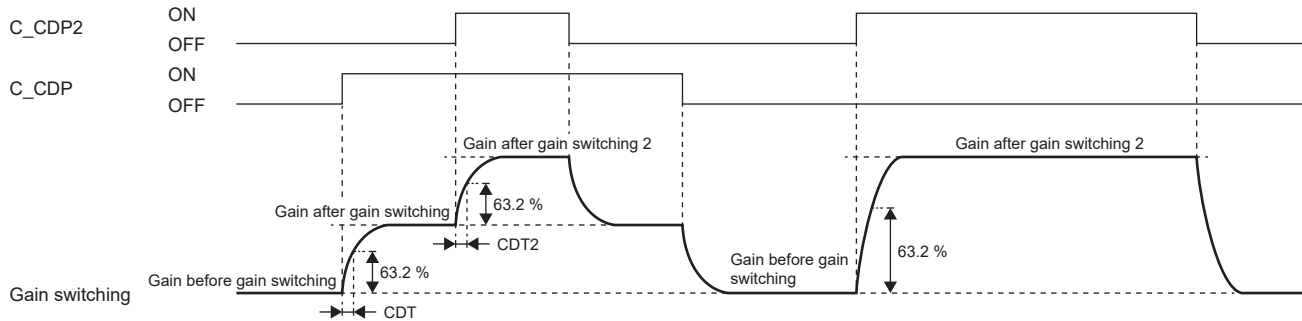 C_CDP2
ON
OFF
C_CDP
ON
OFF
Gain after gain switching 2
Gain after gain switching 2
63.2 %
Gain after gain switching
CDT2
63.2 %
Gain before gain switching
63.2 %
Gain before gain
switching
Gain switching
CDT